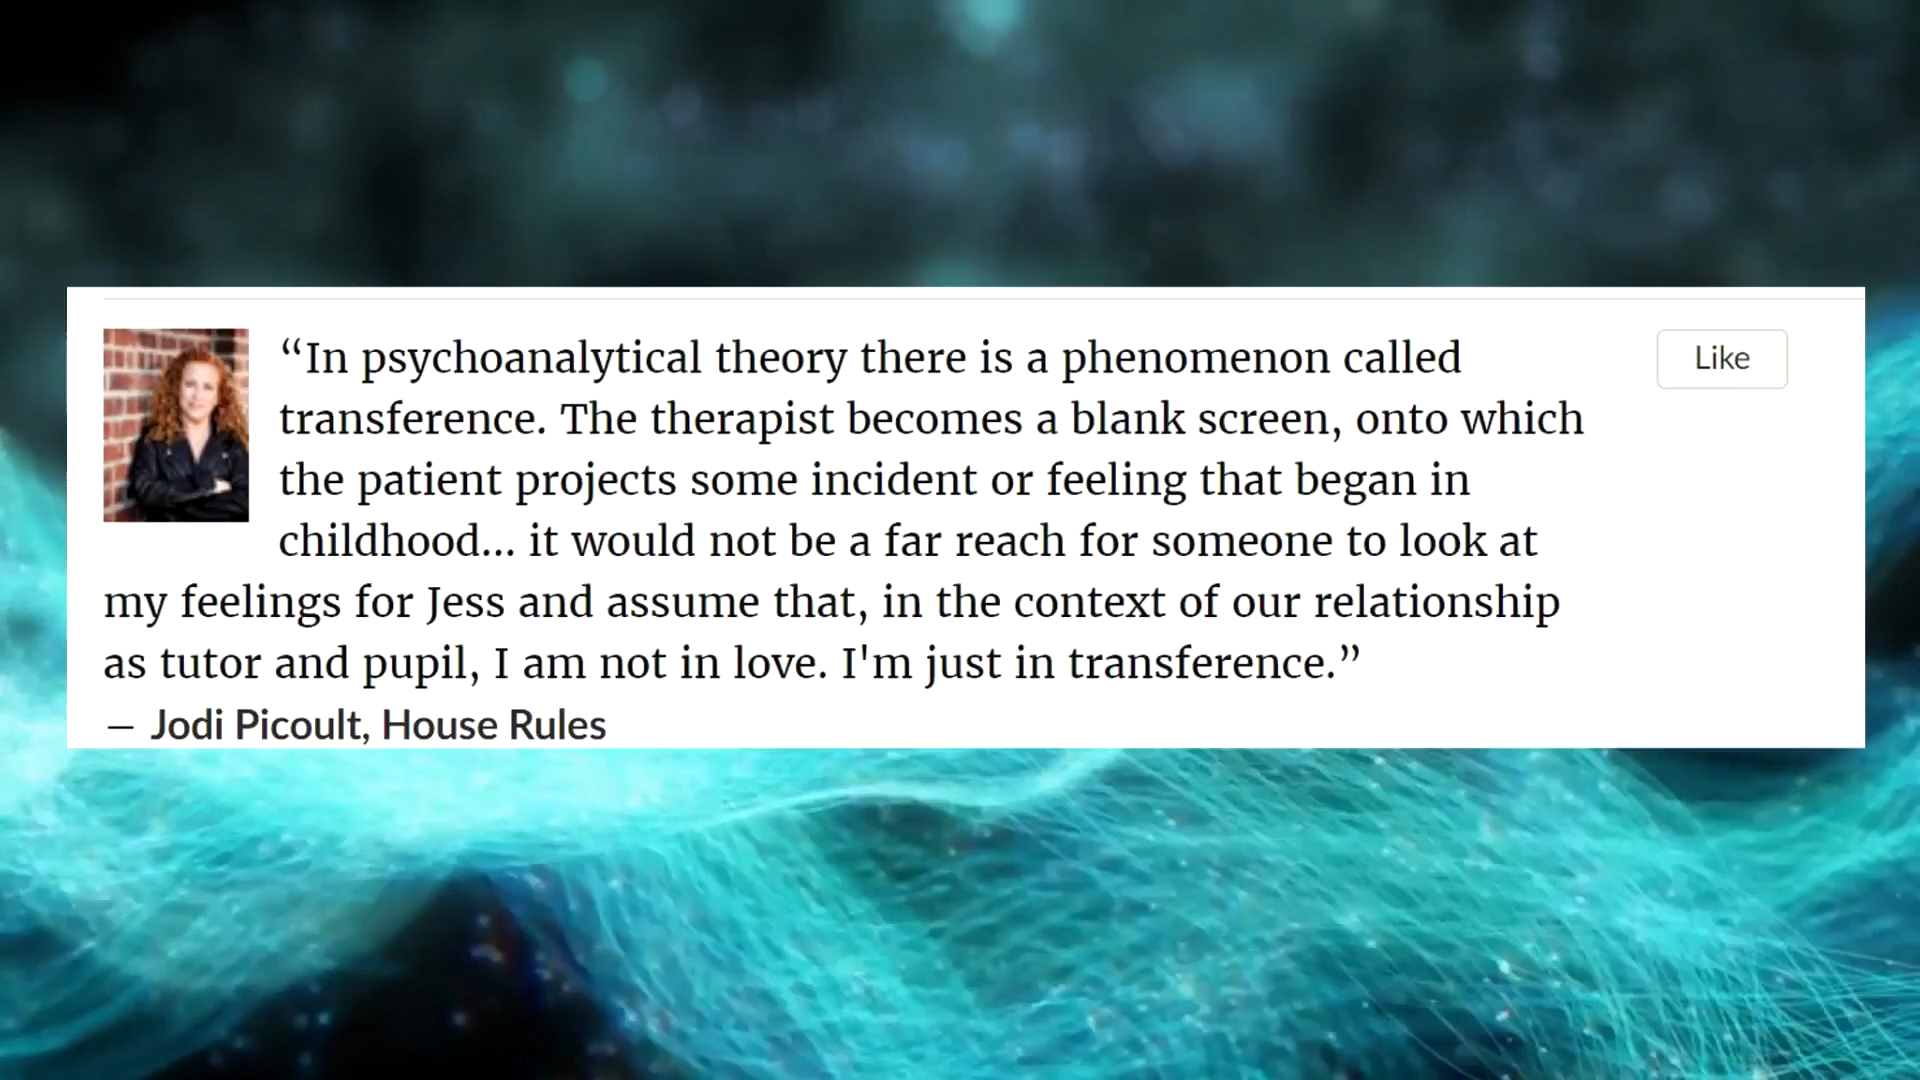 “In psychoanalytical theory there is a phenomenon called
Like
transference. The therapist becomes a blank screen, onto which
the patient projects some incident or feeling that began in
childhood... it would not be a far reach for someone to look at
my feelings for Jess and assume that, in the context of our relationship
as tutor and pupil, I am not in love. I'm just in transference.”
― Jodi Picoult, House Rules